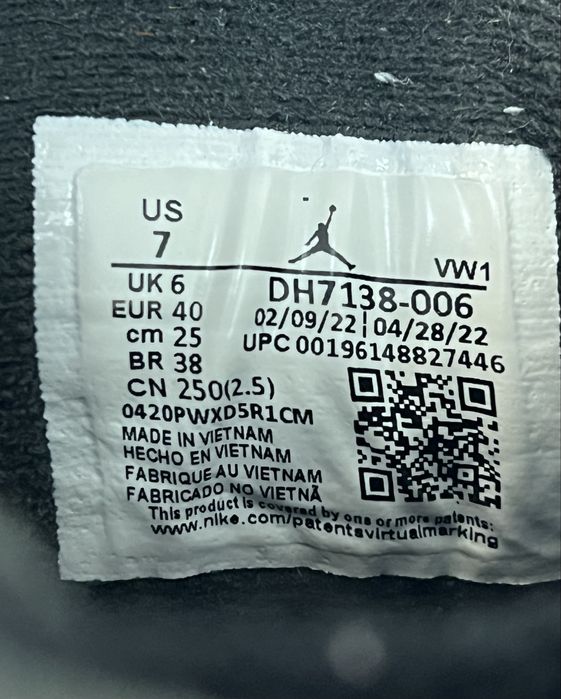 US
7
VW1
UK 6
EUR 40
cm 25
BR 38
CN 250(2.5)
DH7138-006
02/09/22 | 04/28/22
UPC 00196148827446
0420PWXD5R1CM
MADE IN VIETNAM
HECHO EN VIETNAM
FABRIQUE AU VIETNAM
FABRICADO NO VIETNÃ
This product is covered by one or more patents:
www.nike.com/patentsvirtualmarking